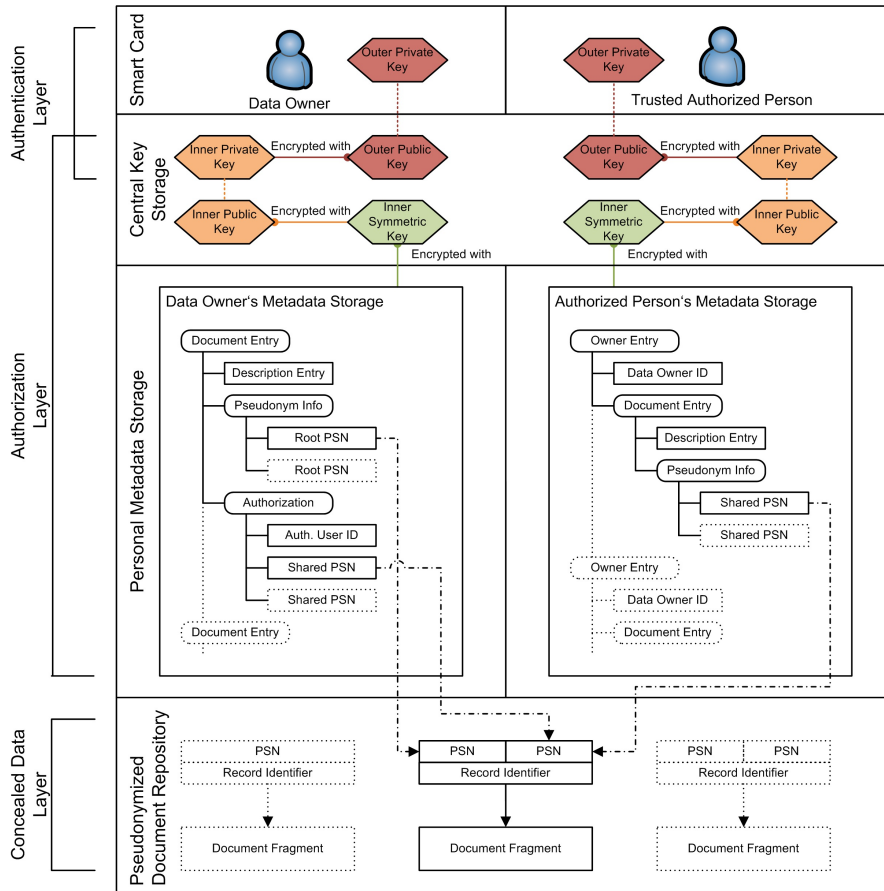 Authentication
Layer
Authorization
Layer
Concealed Data
Layer
Smart Card
Central Key
Storage
Personal Metadata Storage
Pseudonymized
Document Repository
Data Owner
Outer Private
Key
Outer Private
Key
Trusted Authorized Person
Inner Private
Key
Encrypted with
Outer Public
Key
Outer Public
Key
Encrypted with
Inner Private
Key
Inner Public
Key
Encrypted with
Inner
Symmetric
Key
Inner
Symmetric
Key
Encrypted with
Inner Public
Key
Encrypted with
Encrypted with
Data Owner's Metadata Storage
Document Entry
Description Entry
Pseudonym Info
Root PSN
Root PSN
Authorization
Auth. User ID
Shared PSN
Shared PSN
Document Entry
Authorized Person's Metadata Storage
Owner Entry
Data Owner ID
Document Entry
Description Entry
Pseudonym Info
Shared PSN
Shared PSN
Owner Entry
Data Owner ID
Document Entry
PSN
Record Identifier
Document Fragment
PSN PSN
Record Identifier
Document Fragment
PSN PSN
Record Identifier
Document Fragment